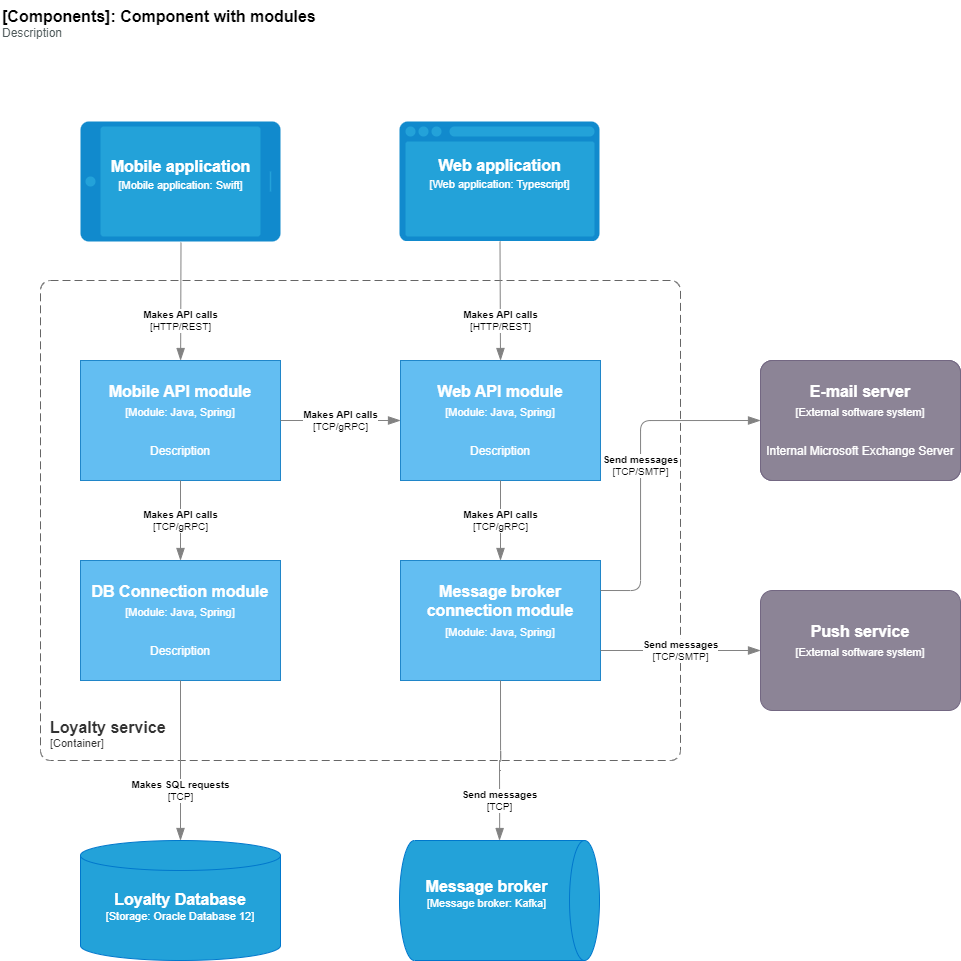 [Components]: Component with modules
Description
Mobile application
[Mobile application: Swift]
Web application
[Web application: Typescript]
Makes API calls
[HTTP/REST]
Makes API calls
[HTTP/REST]
Mobile API module
[Module: Java, Spring]
Description
Makes API calls
[TCP/gRPC]
Web API module
[Module: Java, Spring]
Description
E-mail server
[External software system]
Internal Microsoft Exchange Server
Send messages
[TCP/SMTP]
Makes API calls
[TCP/gRPC]
Makes API calls
[TCP/gRPC]
DB Connection module
[Module: Java, Spring]
Description
Message broker
connection module
[Module: Java, Spring]
Send messages
[TCP/SMTP]
Push service
[External software system]
Loyalty service
[Container]
Makes SQL requests
[TCP]
Send messages
[TCP]
Loyalty Database
[Storage: Oracle Database 12]
Message broker
[Message broker: Kafka]